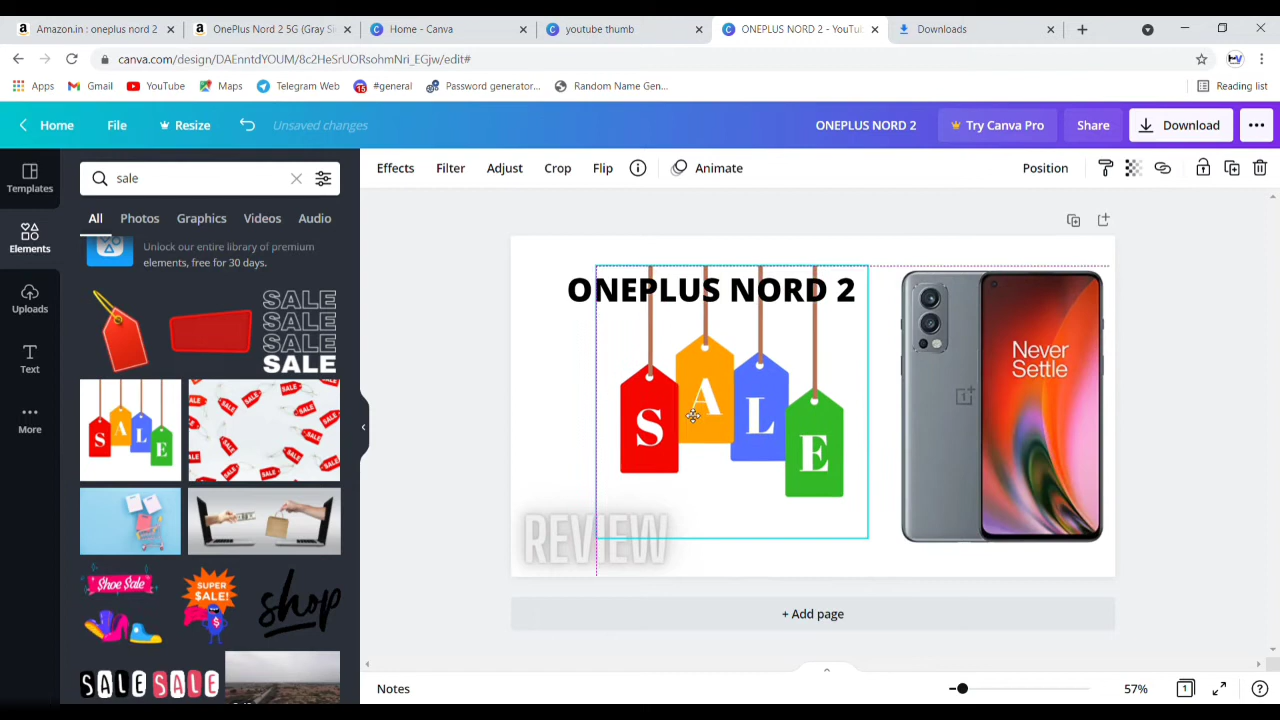 Amazon.in : oneplus nord 2
OnePlus Nord 2 5G (Gray Si
Home - Canva
youtube thumb
ONEPLUS NORD 2 - YouTu
Downloads
canva.com/design/DAEnntdYOUM/8c2HeSrUORsohmNri_EGjw/edit#
Apps
Gmail
YouTube
Maps
Telegram Web
15
#general
Password generator...
Random Name Gen...
Reading list
Home
File
Resize
Unsaved changes
ONEPLUS NORD 2
Try Canva Pro
Share
Download
Templates
Elements
Uploads
Text
More
sale
All
Photos
Graphics
Videos
Audio
Unlock our entire library of premium
elements, free for 30 days.
SALE
SALE
SALE
SALE
SALE
Shoe Sale
SUPER
$ALE!
shop
SALE SALE
Effects
Filter
Adjust
Crop
Flip
Animate
Position
ONEPLUS NORD 2
SALE
REVIEW
Never
Settle
+ Add page
Notes
57%
1